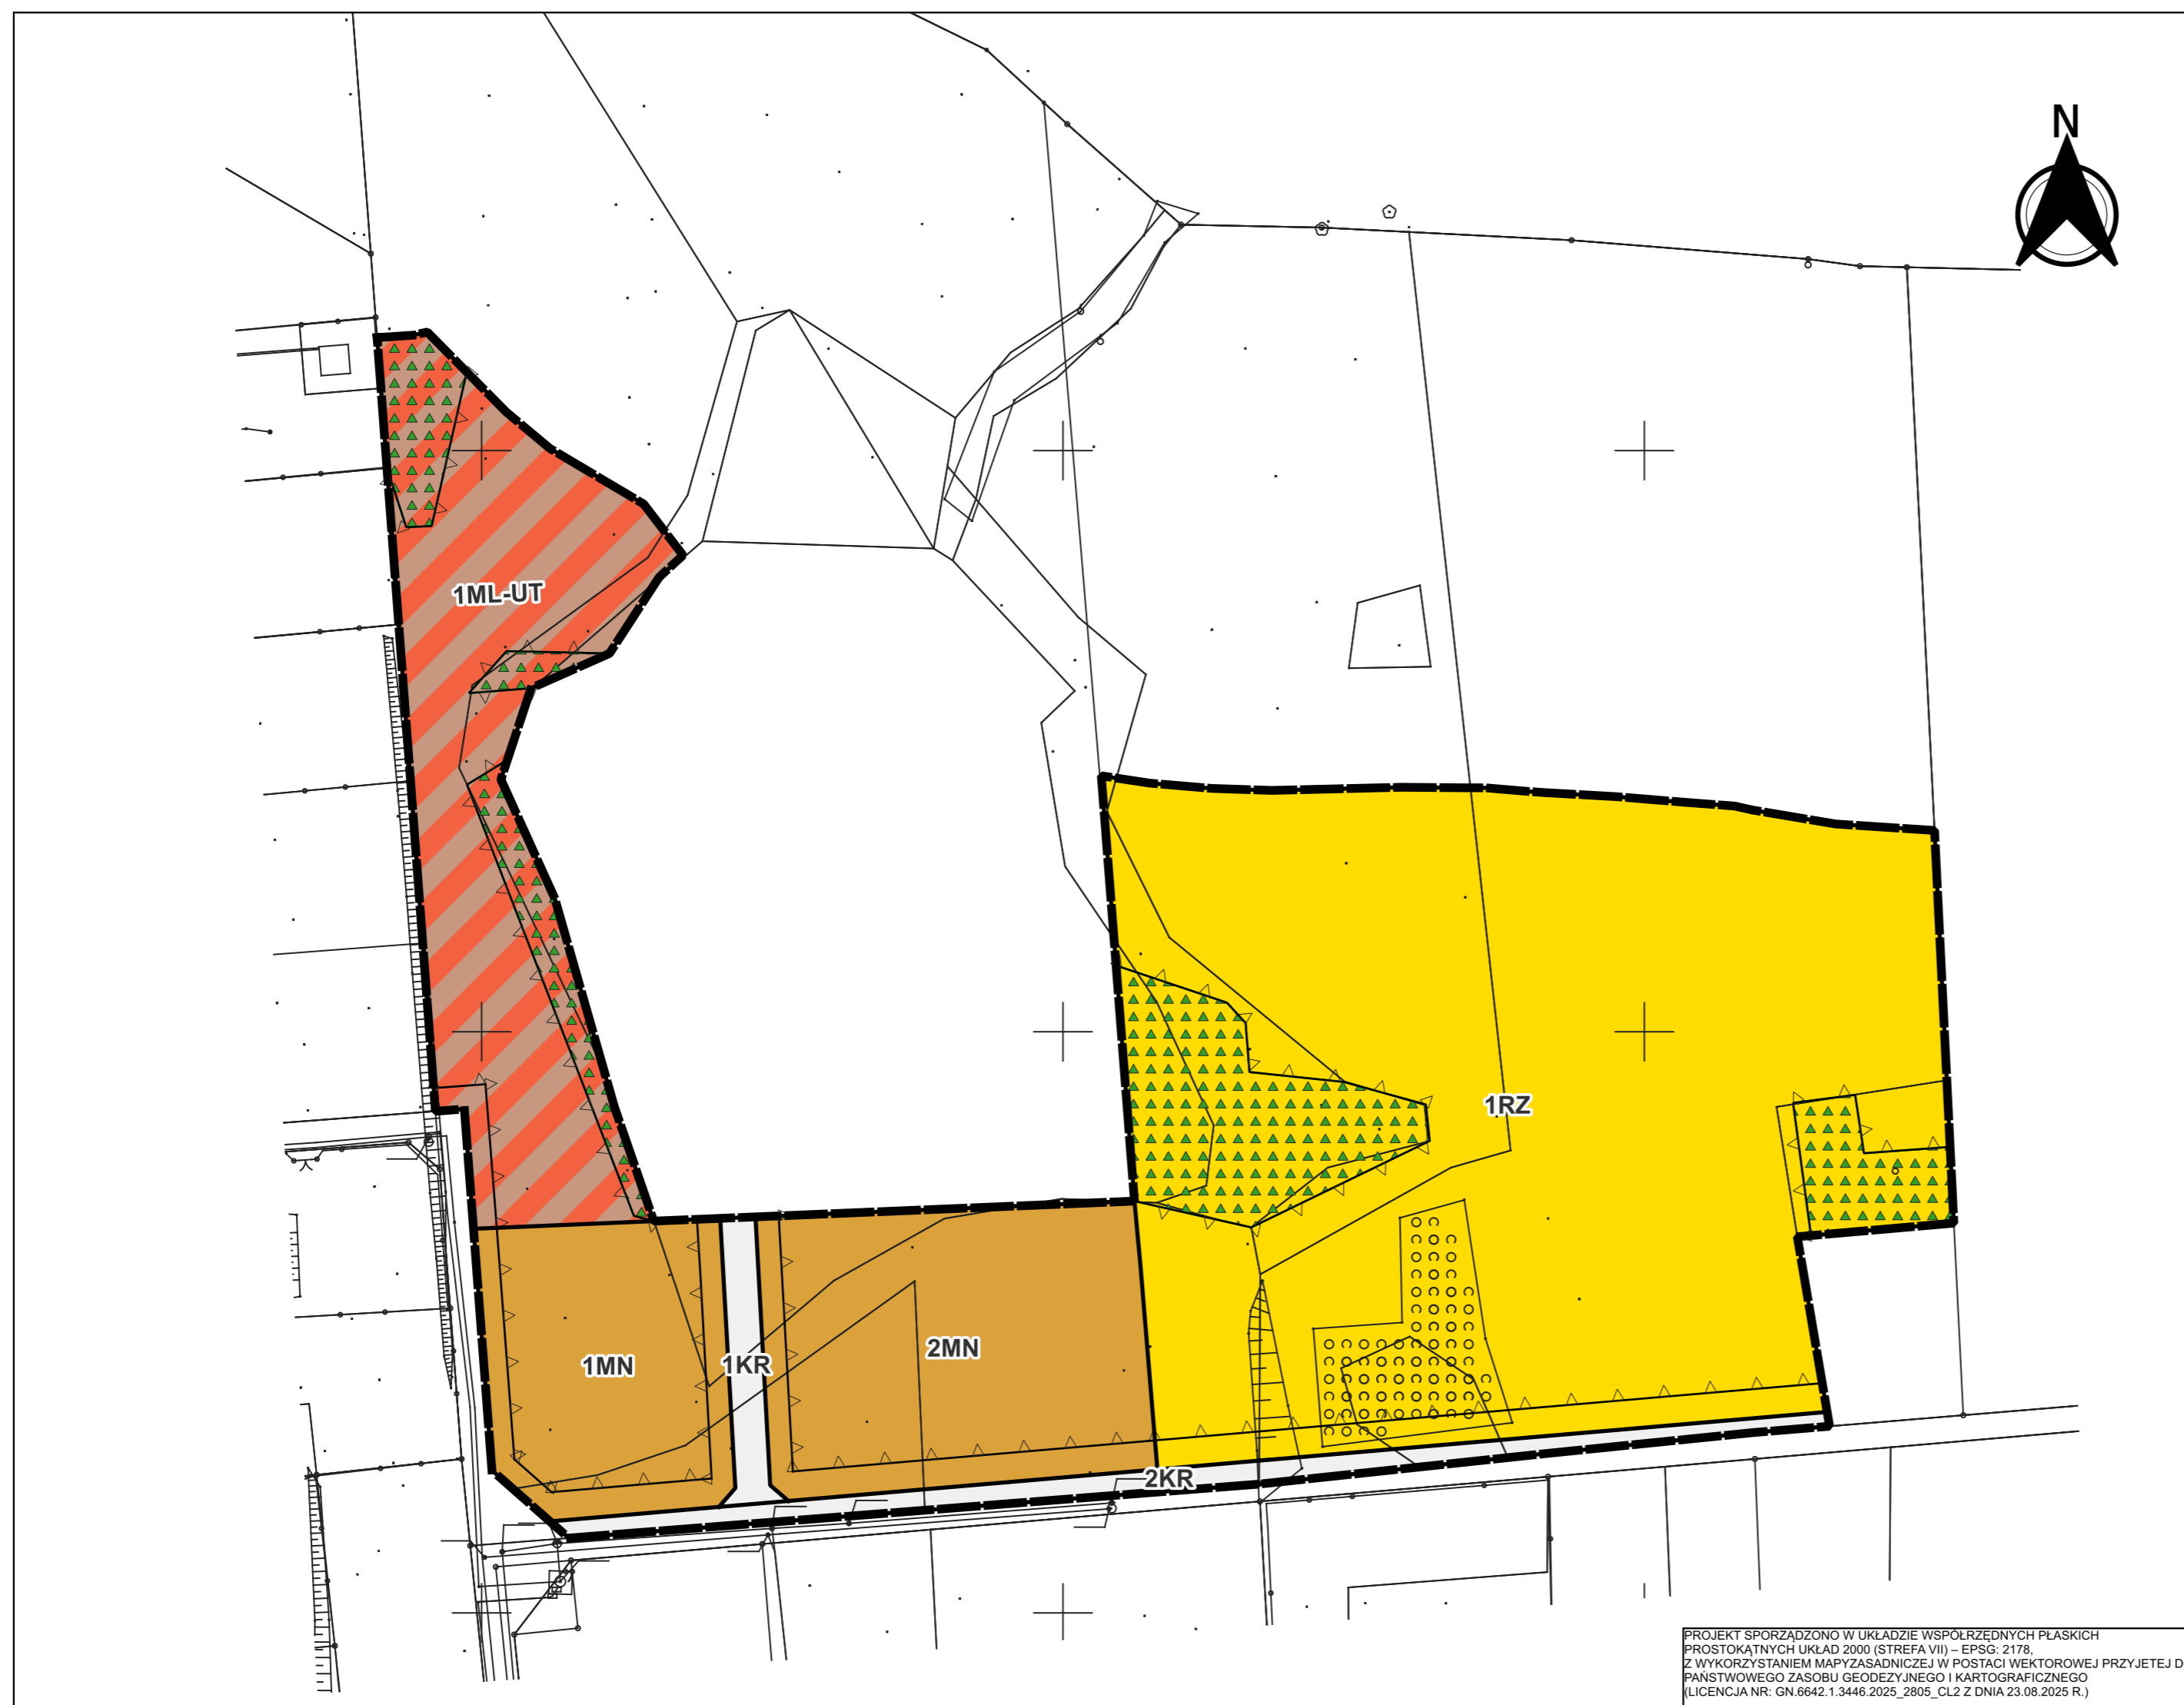 N
1ML-UT
1RZ
1MN
1KR
2MN
2KR
PROJEKT SPORZĄDZONO W UKŁADZIE WSPÓŁRZĘDNYCH PŁASKICH
PROSTOKĄTNYCH UKŁAD 2000 (STREFA VII) – EPSG: 2178,
Z WYKORZYSTANIEM MAPYZASADNICZEJ W POSTACI WEKTOROWEJ PRZYJETEJ D
PAŃSTWOWEGO ZASOBU GEODEZYJNEGO I KARTOGRAFICZNEGO
(LICENCJA NR: GN.6642.1.3446.2025_2805_CL2 Z DNIA 23.08.2025 R.)